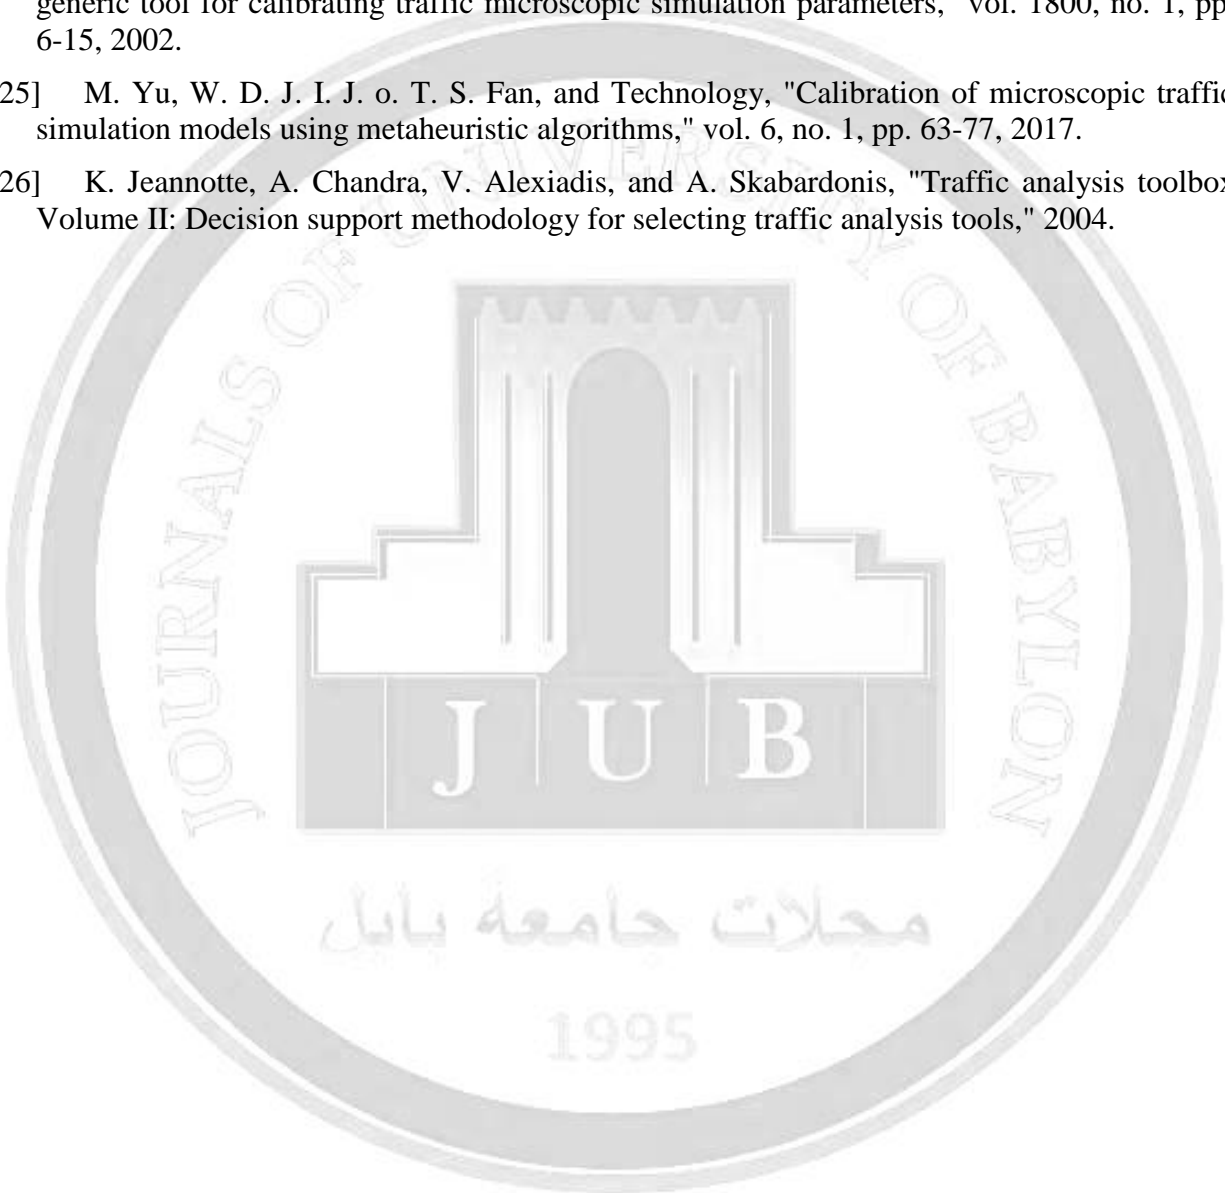 generic tool for calibrating traffic microscopic simulation parameters," vol. 1800, no. 1, pp
6-15, 2002.
25] M. Yu, W. D. J. I. J. o. T. S. Fan, and Technology, "Calibration of microscopic traffic
simulation models using metaheuristic algorithms," vol. 6, no. 1, pp. 63-77, 2017.
26] K. Jeannotte, A. Chandra, V. Alexiadis, and A. Skabardonis, "Traffic analysis toolbox
Volume II: Decision support methodology for selecting traffic analysis tools," 2004.
JOURNALS OF UNIVERSITY OF BABYLON
J U B
مجلات جامعة بابل
1995